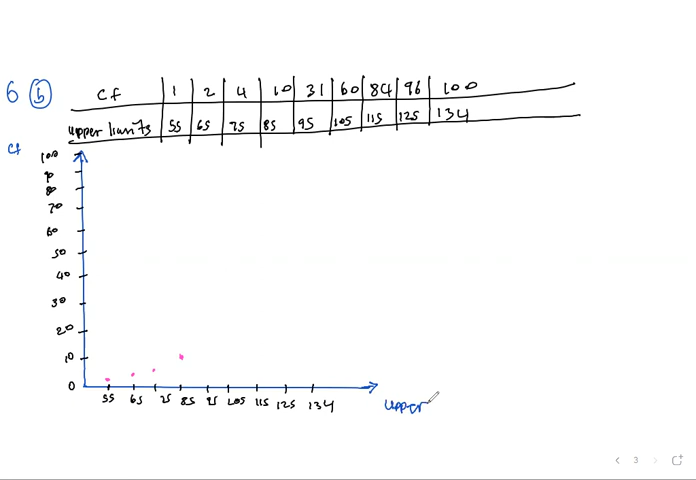 6 (b)
cf 1 2 4 10 31 60 84 96 100
upper limits 55 65 75 85 95 105 115 125 134
cf
100
90
80
70
60
50
40
30
20
10
0
55 65 75 85 95 105 115 125 134
upper
3